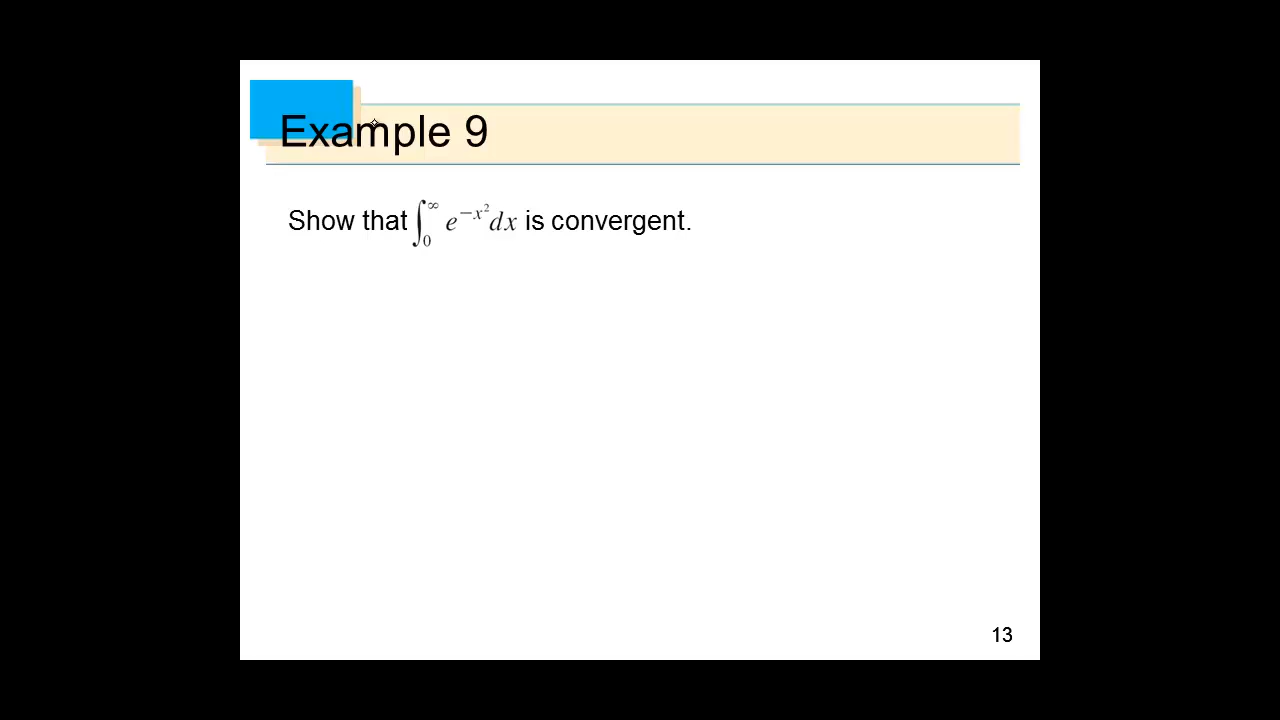 Example 9
Show that ∫₀^∞ e^{-x²} dx is convergent.
13